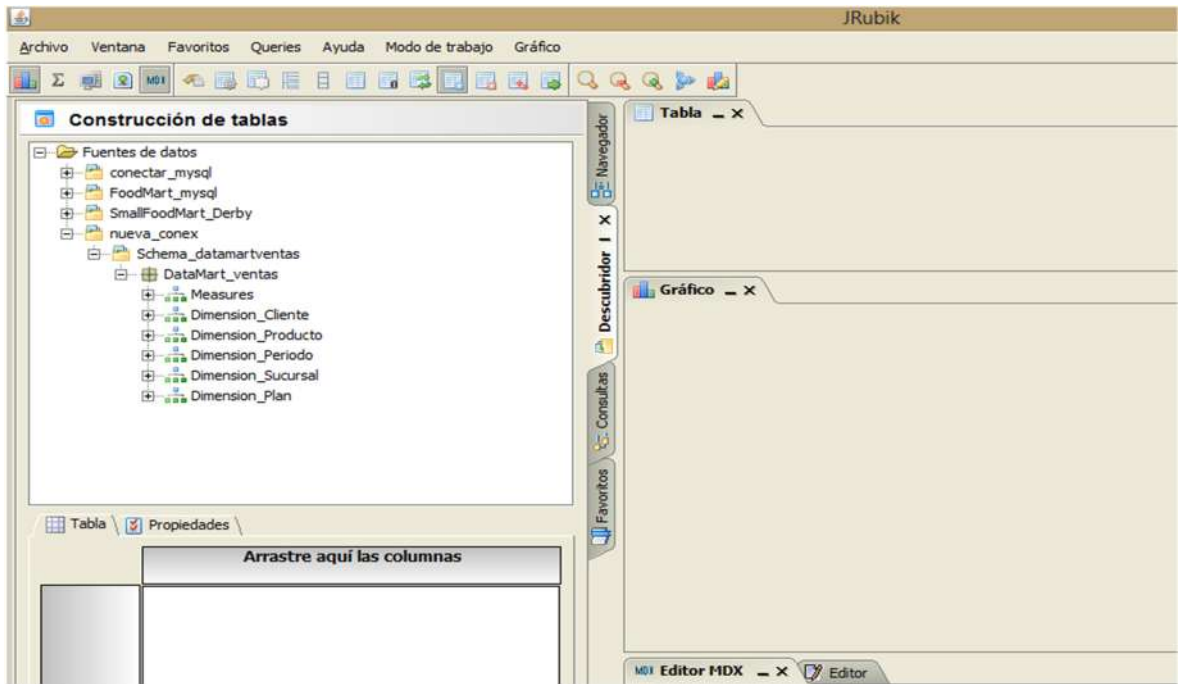 JRubik
Archivo Ventana Favoritos Queries Ayuda Modo de trabajo Gráfico
Σ MDX
Construcción de tablas
Fuentes de datos
conectar_mysql
FoodMart_mysql
SmallFoodMart_Derby
nueva_conex
Schema_datamartventas
DataMart_ventas
Measures
Dimension_Cliente
Dimension_Producto
Dimension_Periodo
Dimension_Sucursal
Dimension_Plan
Tabla Propiedades
Arrastre aquí las columnas
Navegador
Descubridor
Consultas
Favoritos
Tabla
Gráfico
MDX Editor MDX Editor